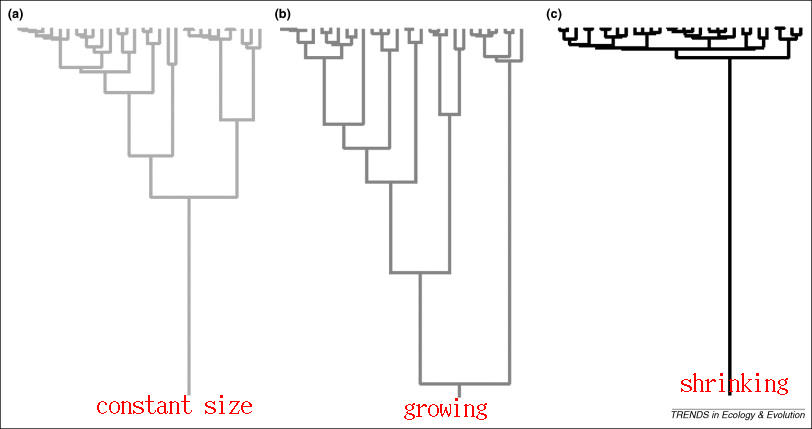 (a)
(b)
(c)
constant size
growing
shrinking
TRENDS in Ecology & Evolution